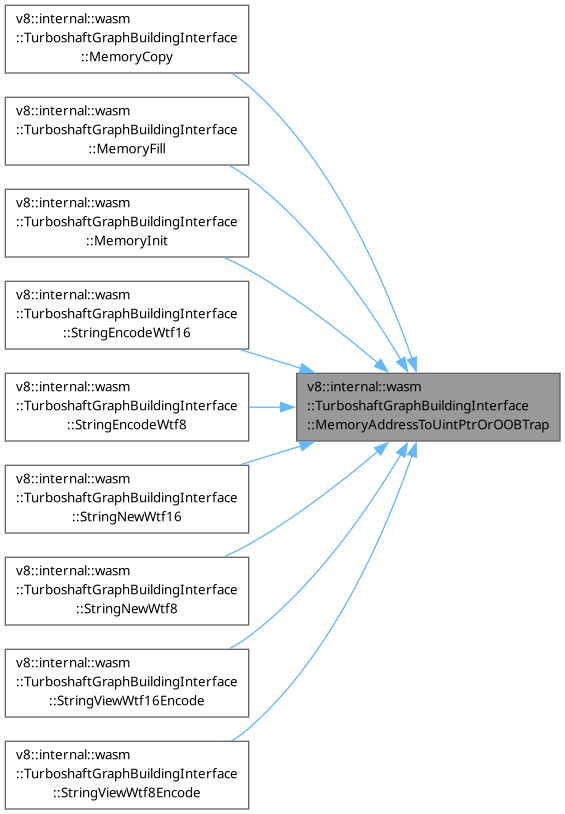 v8::internal::wasm
::TurboshaftGraphBuildingInterface
::MemoryCopy
v8::internal::wasm
::TurboshaftGraphBuildingInterface
::MemoryFill
v8::internal::wasm
::TurboshaftGraphBuildingInterface
::MemoryInit
v8::internal::wasm
::TurboshaftGraphBuildingInterface
::StringEncodeWtf16
v8::internal::wasm
::TurboshaftGraphBuildingInterface
::StringEncodeWtf8
v8::internal::wasm
::TurboshaftGraphBuildingInterface
::MemoryAddressToUintPtrOrOOBTrap
v8::internal::wasm
::TurboshaftGraphBuildingInterface
::StringNewWtf16
v8::internal::wasm
::TurboshaftGraphBuildingInterface
::StringNewWtf8
v8::internal::wasm
::TurboshaftGraphBuildingInterface
::StringViewWtf16Encode
v8::internal::wasm
::TurboshaftGraphBuildingInterface
::StringViewWtf8Encode